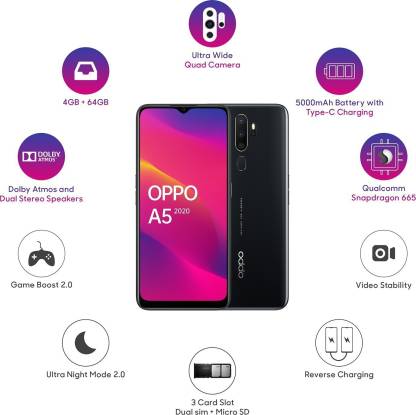 Ultra Wide
Quad Camera
4GB + 64GB
5000mAh Battery with
Type-C Charging
DOLBY
ATMOS
Dolby Atmos and
Dual Stereo Speakers
OPPO
A5 2020
oppo
Qualcomm
Snapdragon 665
Game Boost 2.0
Video Stability
Ultra Night Mode 2.0
3 Card Slot
Dual sim + Micro SD
Reverse Charging